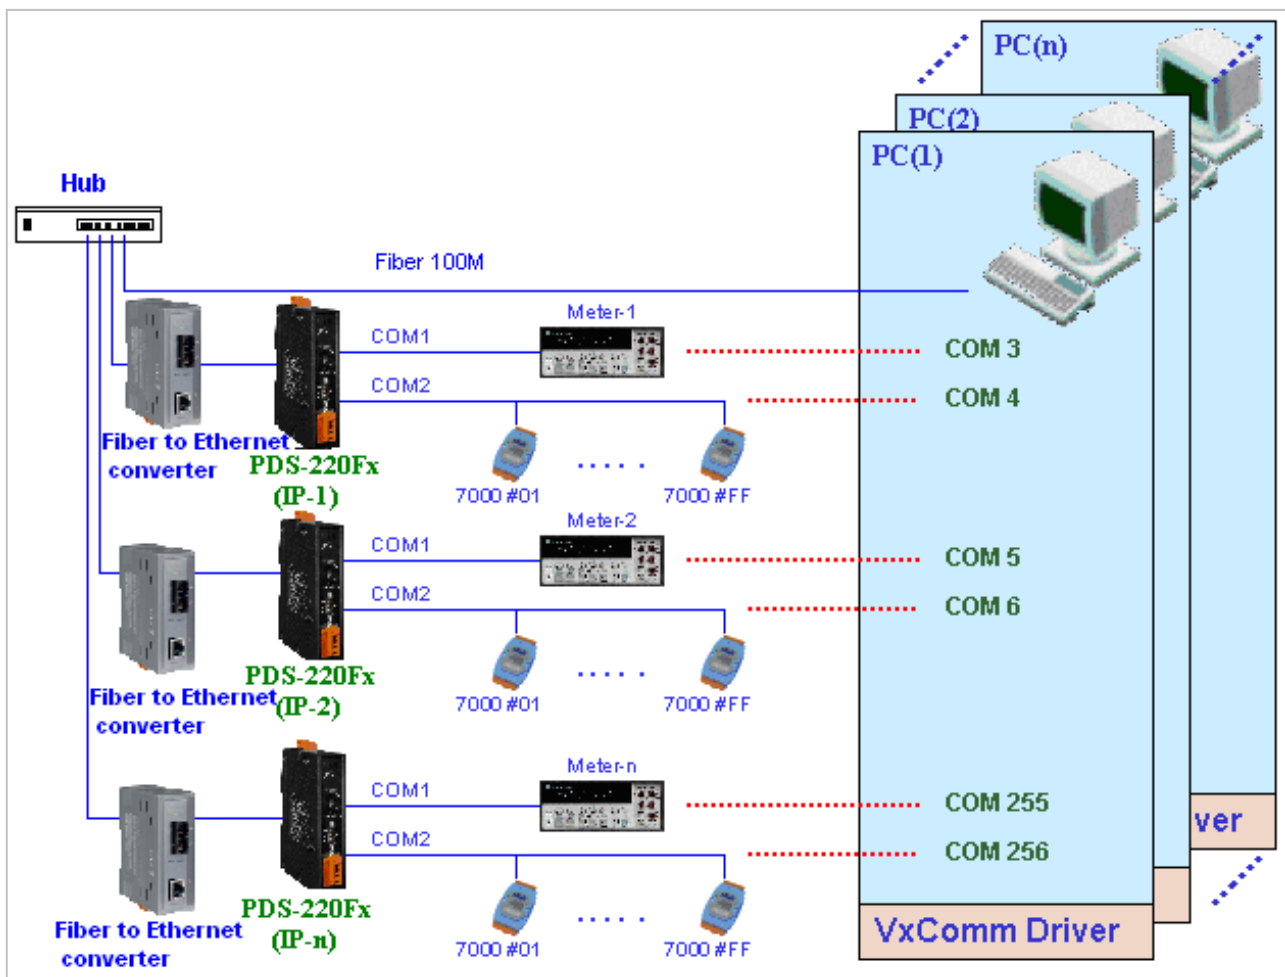 PC(n)
PC(2)
PC(1)
Hub
Fiber 100M
Meter-1
COM1
COM 3
COM2
COM 4
Fiber to Ethernet
converter
PDS-220Fx
(IP-1)
7000 #01
7000 #FF
Meter-2
COM1
COM 5
COM2
COM 6
Fiber to Ethernet
converter
PDS-220Fx
(IP-2)
7000 #01
7000 #FF
Meter-n
COM1
COM 255
COM2
COM 256
Fiber to Ethernet
converter
PDS-220Fx
(IP-n)
7000 #01
7000 #FF
ver
VxComm Driver